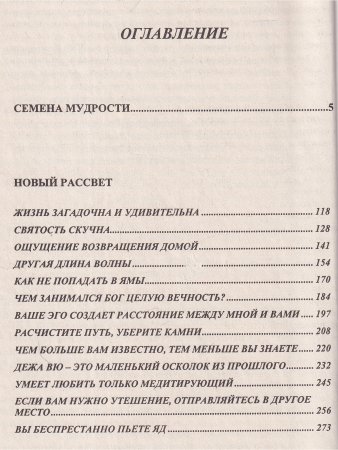 ОГЛАВЛЕНИЕ
СЕМЕНА МУДРОСТИ.......................................................5
НОВЫЙ РАССВЕТ
ЖИЗНЬ ЗАГАДОЧНА И УДИВИТЕЛЬНА.............................118
СВЯТОСТЬ СКУЧНА.......................................................128
ОЩУЩЕНИЕ ВОЗВРАЩЕНИЯ ДОМОЙ.............................141
ДРУГАЯ ДЛИНА ВОЛНЫ..................................................154
КАК НЕ ПОПАДАТЬ В ЯМЫ...............................................170
ЧЕМ ЗАНИМАЛСЯ БОГ ЦЕЛУЮ ВЕЧНОСТЬ?....................184
ВАШЕ ЭГО СОЗДАЕТ РАССТОЯНИЕ МЕЖДУ МНОЙ И ВАМИ....197
РАСЧИСТИТЕ ПУТЬ, УБЕРИТЕ КАМНИ............................208
ЧЕМ БОЛЬШЕ ВАМ ИЗВЕСТНО, ТЕМ МЕНЬШЕ ВЫ ЗНАЕТЕ....220
ДЕЖА ВЮ – ЭТО МАЛЕНЬКИЙ ОСКОЛОК ИЗ ПРОШЛОГО.......232
УМЕЕТ ЛЮБИТЬ ТОЛЬКО МЕДИТИРУЮЩИЙ......................245
ЕСЛИ ВАМ НУЖНО УТЕШЕНИЕ, ОТПРАВЛЯЙТЕСЬ В ДРУГОЕ
МЕСТО.......................................................................256
ВЫ БЕСПРЕСТАННО ПЬЕТЕ ЯД..........................................273